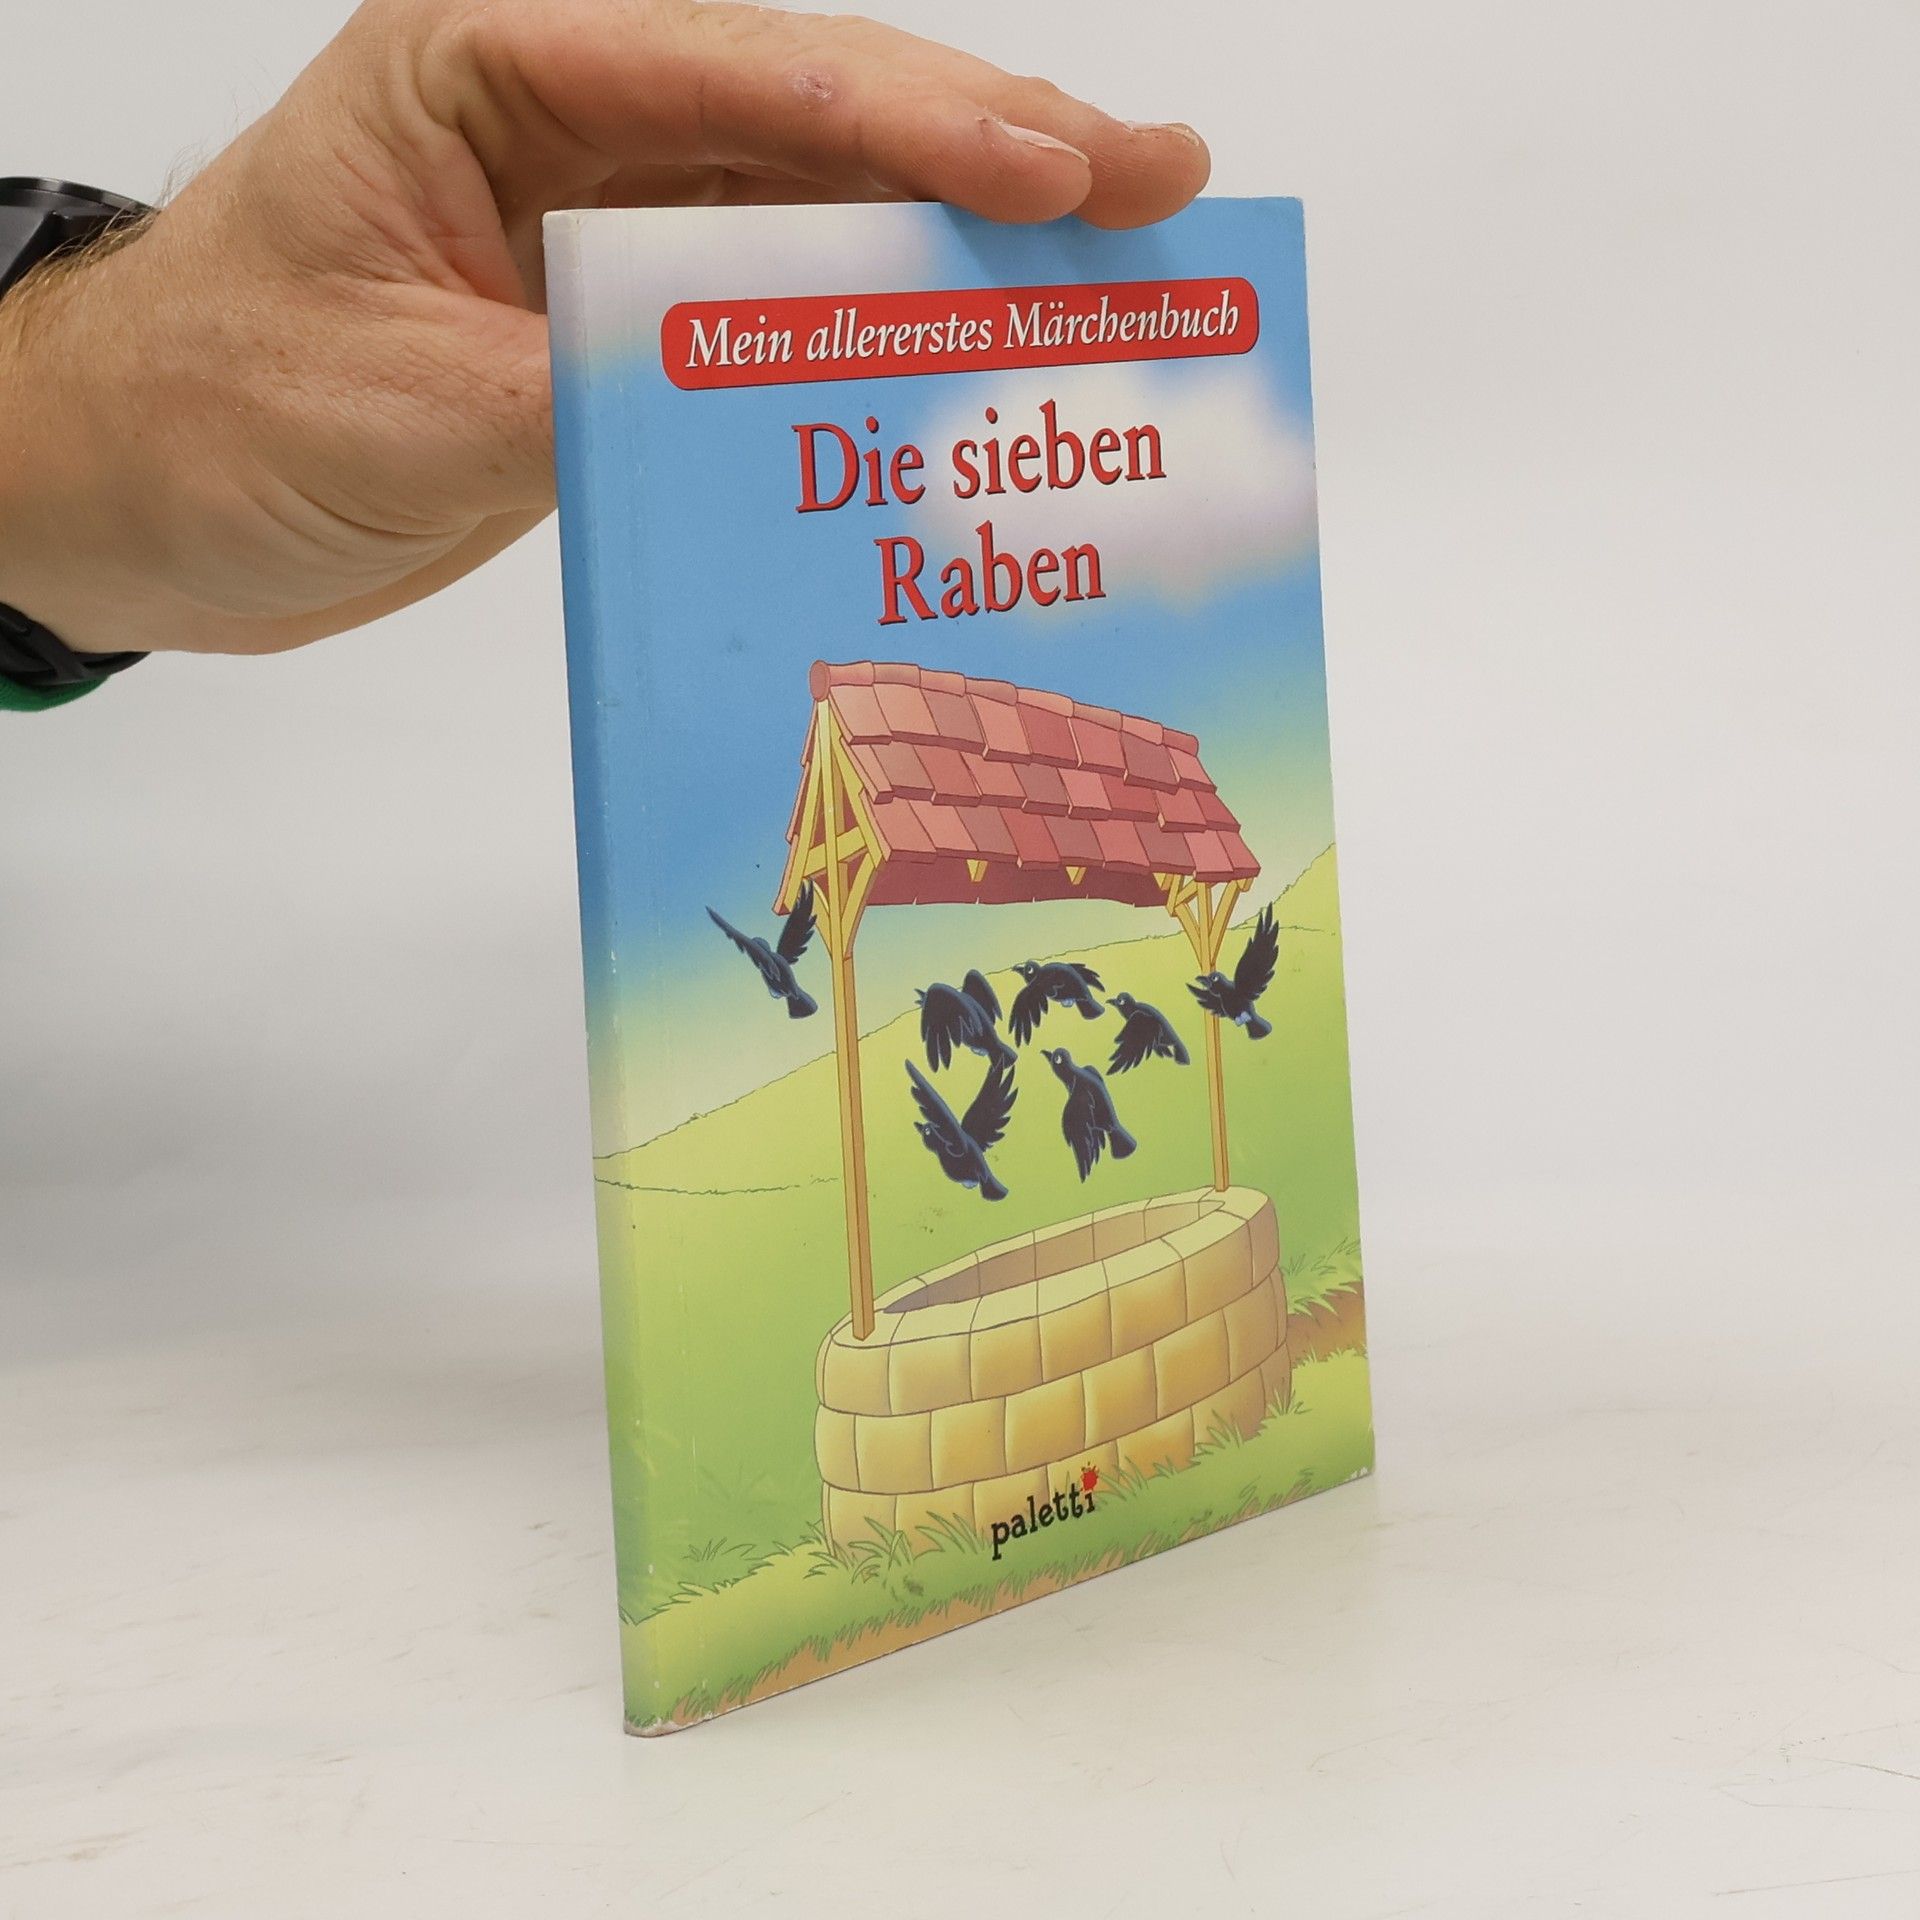 Mein allererstes Märchenbuch
Die sieben
Raben
paletti